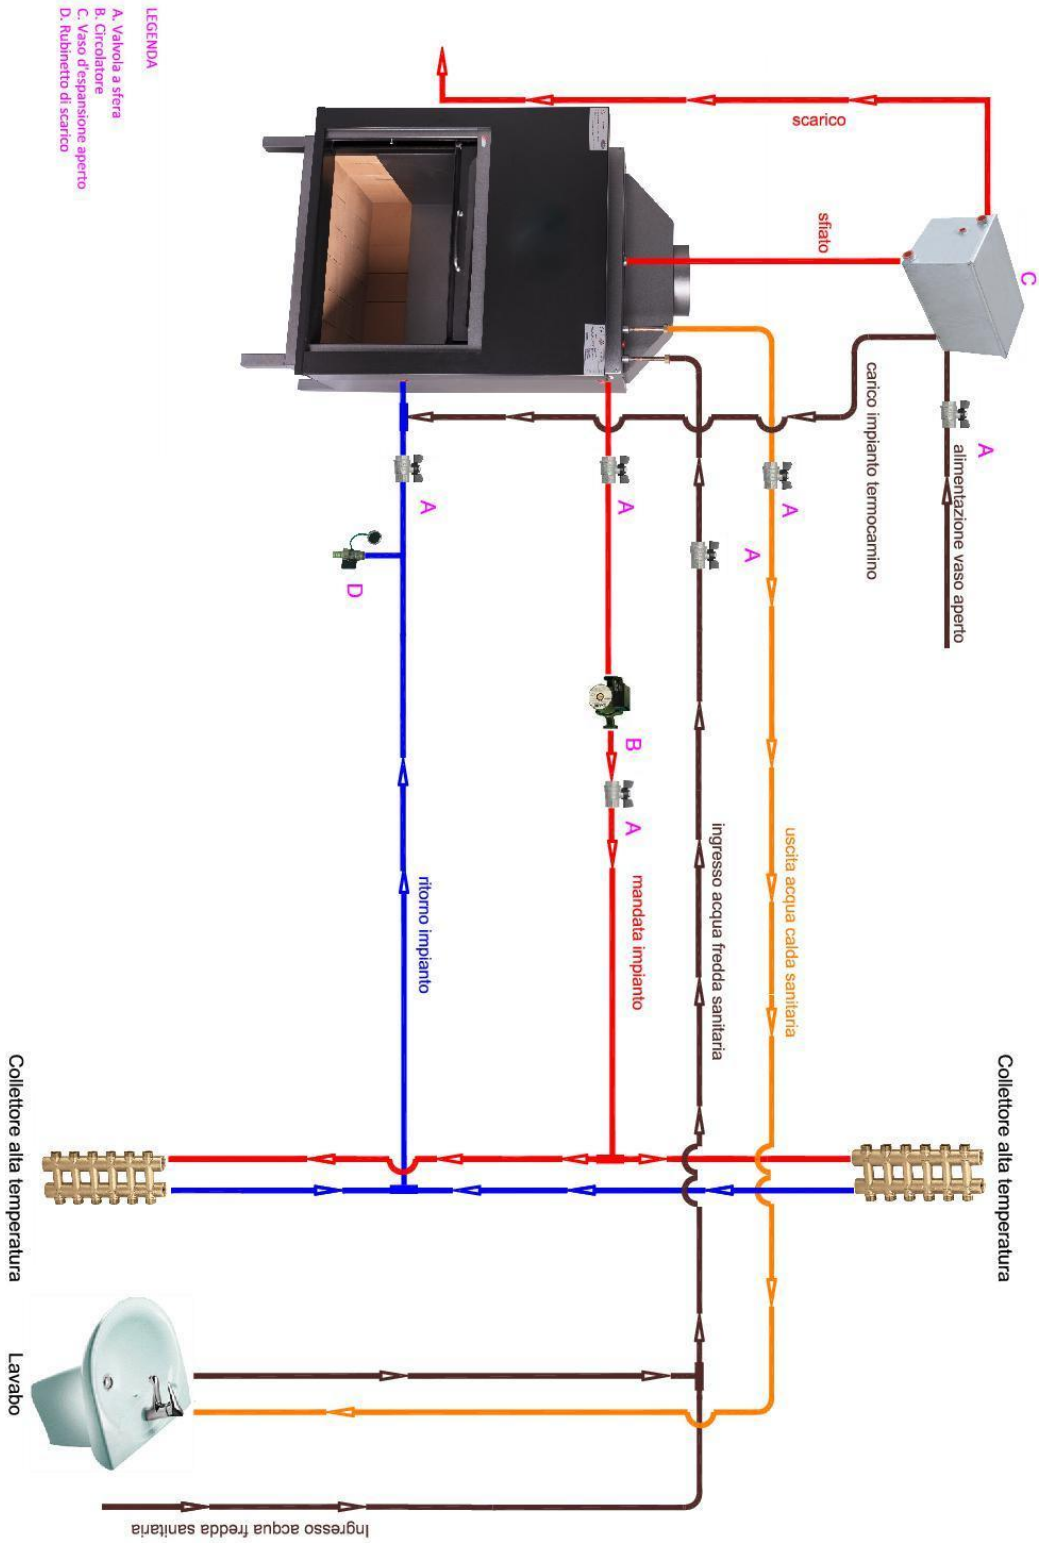 C
scarico
sfiato
carico impianto termocamino
A
alimentazione vaso aperto
A
A
A
A
D
B
A
uscita acqua calda sanitaria
ingresso acqua fredda sanitaria
mandata impianto
ritorno impianto
Collettore alta temperatura
Collettore alta temperatura
Lavabo
Ingresso acqua fredda sanitaria
LEGENDA
A. Valvola a sfera
B. Circolatore
C. Vaso d'espansione aperto
D. Rubinetto di scarico